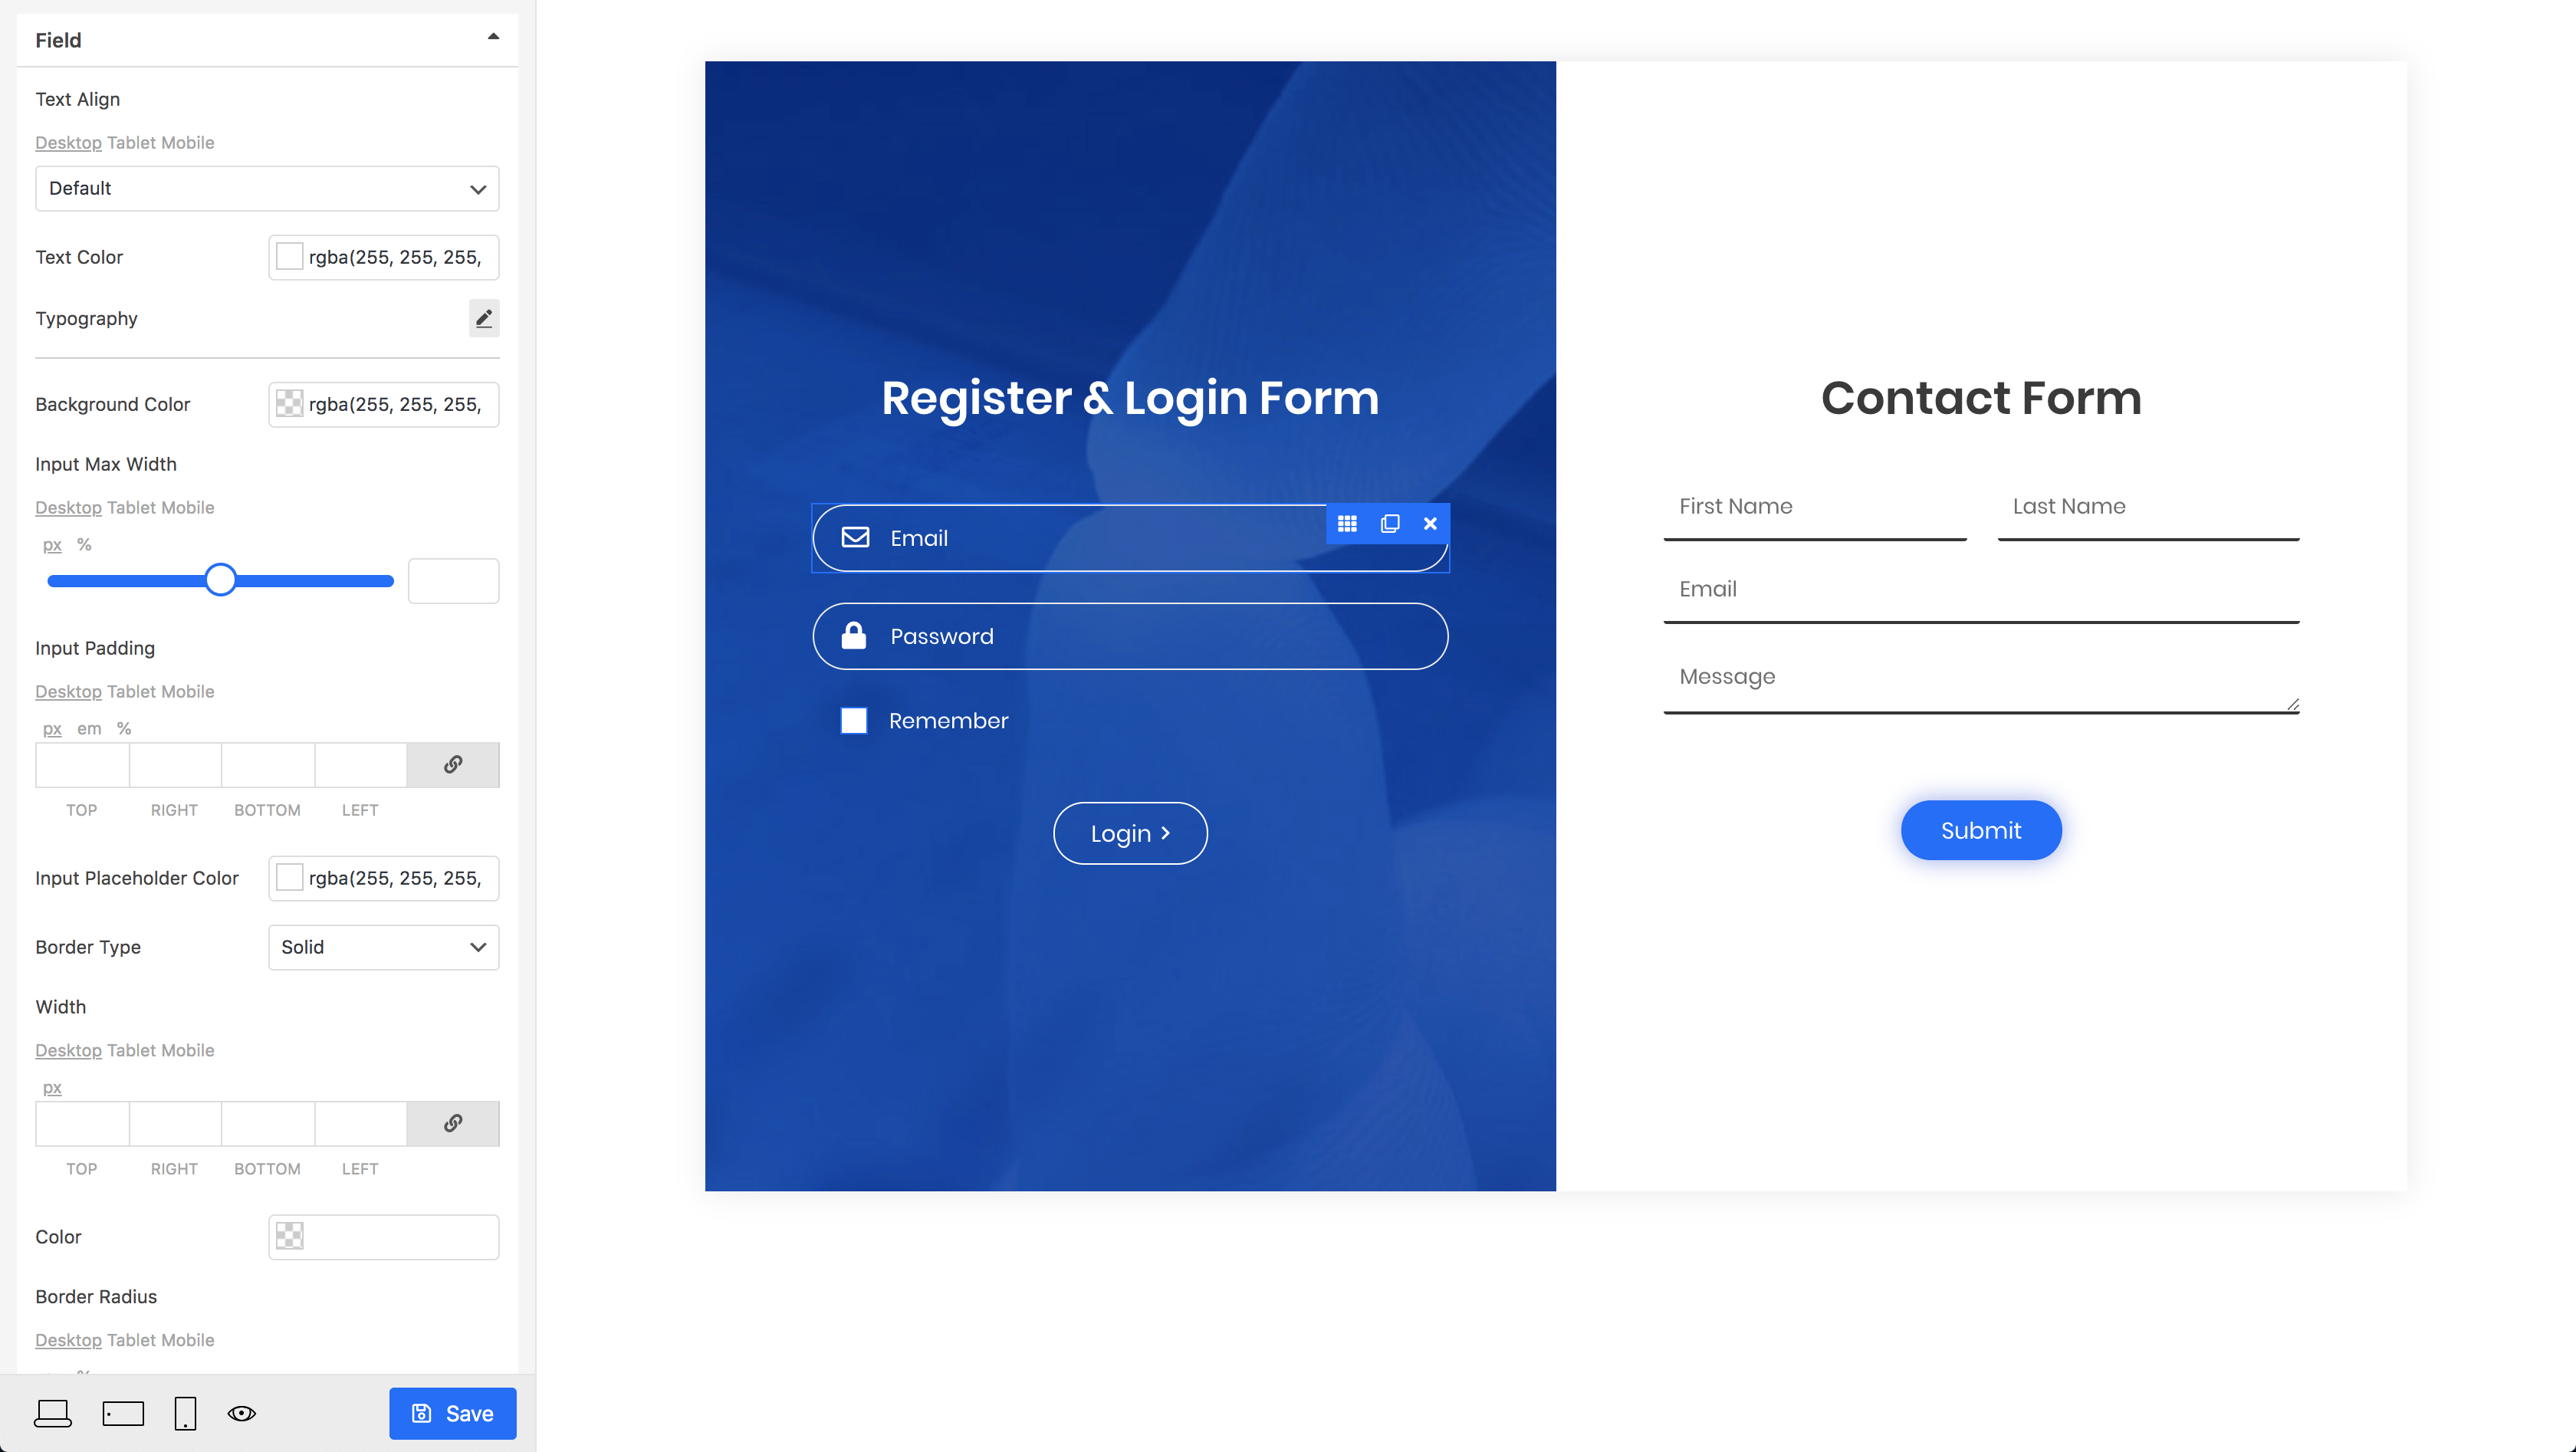 Field
Text Align
Desktop Tablet Mobile
Default
Text Color rgba(255, 255, 255,
Typography
Background Color rgba(255, 255, 255,
Input Max Width
Desktop Tablet Mobile
px %
Input Padding
Desktop Tablet Mobile
px em %
TOP RIGHT BOTTOM LEFT
Input Placeholder Color rgba(255, 255, 255,
Border Type Solid
Width
Desktop Tablet Mobile
px
TOP RIGHT BOTTOM LEFT
Color
Border Radius
Desktop Tablet Mobile
Save
Register & Login Form
Email
Password
Remember
Login
Contact Form
First Name Last Name
Email
Message
Submit